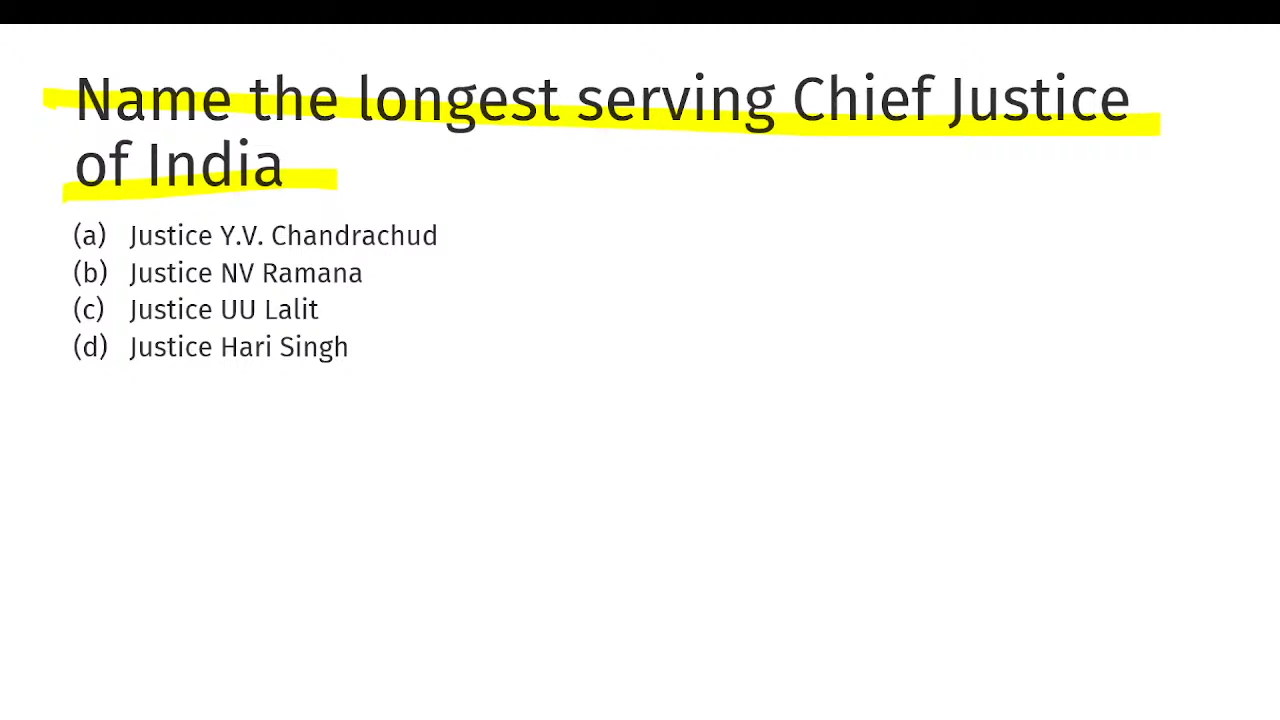 Name the longest serving Chief Justice
of India
(a) Justice Y.V. Chandrachud
(b) Justice NV Ramana
(c) Justice UU Lalit
(d) Justice Hari Singh